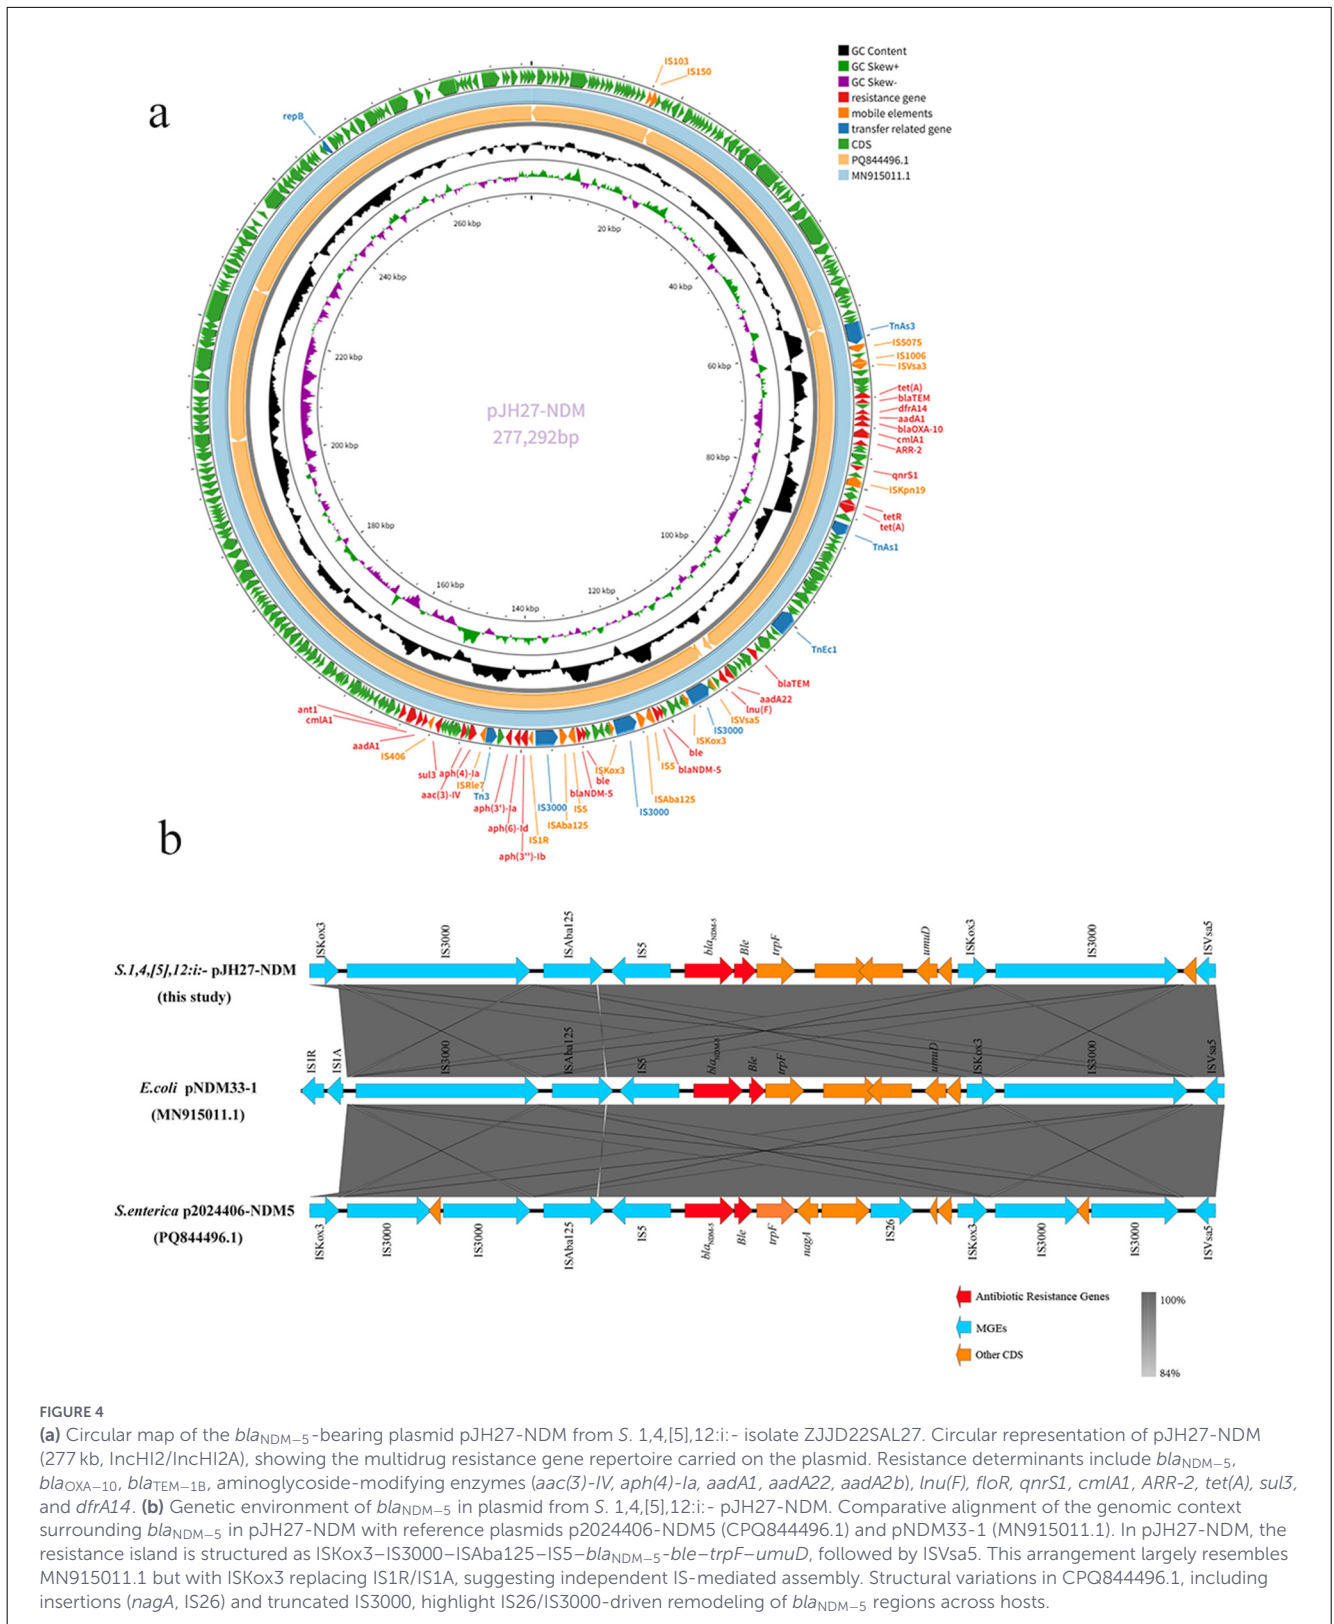 a
IS103
IS150
repB
GC Content
GC Skew+
GC Skew-
resistance gene
mobile elements
transfer related gene
CDS
PQ844496.1
MN915011.1
260 kbp
20 kbp
240 kbp
40 kbp
220 kbp
60 kbp
200 kbp
80 kbp
180 kbp
100 kbp
160 kbp
120 kbp
140 kbp
pJH27-NDM
277,292bp
TnAs3
IS5075
IS1006
ISVsa3
tet(A)
blaTEM
dfrA14
aadA1
blaOXA-10
cmlA1
ARR-2
qnrS1
ISKpn19
tetR
tet(A)
TnAs1
TnEc1
blaTEM
aadA22
lnu(F)
ISVsa5
IS3000
ISKox3
ble
blaNDM-5
IS5
ISAba125
IS3000
ISKox3
ble
blaNDM-5
IS5
ISAba125
IS3000
IS1R
aph(3'')-Ib
aph(6)-Id
aph(3')-Ia
Tn3
ISRle7
aph(4)-Ia
aac(3)-IV
sul3
IS406
aadA1
cmlA1
ant1
b
ISKox3
IS3000
ISAba125
IS5
blaNDM-5
Ble
trpF
umuD
ISKox3
IS3000
ISVsa5
S.1,4,[5],12:i:- pJH27-NDM
(this study)
IS1R
IS1A
IS3000
ISAba125
IS5
blaNDM-5
Ble
trpF
umuD
ISKox3
IS3000
ISVsa5
E.coli pNDM33-1
(MN915011.1)
S.enterica p2024406-NDM5
(PQ844496.1)
ISKox3
IS3000
IS3000
ISAba125
IS5
blaNDM-5
Ble
trpF
nagA
IS26
ISKox3
IS3000
IS3000
ISVsa5
Antibiotic Resistance Genes
MGEs
Other CDS
100%
84%
FIGURE 4
(a) Circular map of the blaNDM−5-bearing plasmid pJH27-NDM from S. 1,4,[5],12:i:- isolate ZJJD22SAL27. Circular representation of pJH27-NDM
(277 kb, IncHI2/IncHI2A), showing the multidrug resistance gene repertoire carried on the plasmid. Resistance determinants include blaNDM−5,
blaOXA−10, blaTEM−1B, aminoglycoside-modifying enzymes (aac(3)-IV, aph(4)-Ia, aadA1, aadA22, aadA2b), lnu(F), floR, qnrS1, cmlA1, ARR-2, tet(A), sul3,
and dfrA14. (b) Genetic environment of blaNDM−5 in plasmid from S. 1,4,[5],12:i:- pJH27-NDM. Comparative alignment of the genomic context
surrounding blaNDM−5 in pJH27-NDM with reference plasmids p2024406-NDM5 (CPQ844496.1) and pNDM33-1 (MN915011.1). In pJH27-NDM, the
resistance island is structured as ISKox3–IS3000–ISAba125–IS5–blaNDM−5-ble–trpF–umuD, followed by ISVsa5. This arrangement largely resembles
MN915011.1 but with ISKox3 replacing IS1R/IS1A, suggesting independent IS-mediated assembly. Structural variations in CPQ844496.1, including
insertions (nagA, IS26) and truncated IS3000, highlight IS26/IS3000-driven remodeling of blaNDM−5 regions across hosts.